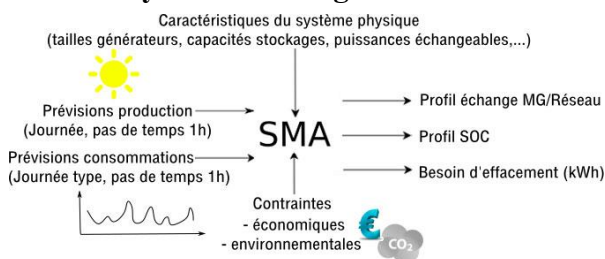 Caractéristiques du système physique
(tailles générateurs, capacités stockages, puissances échangeables,...)
Prévisions production
(Journée, pas de temps 1h)
Prévisions consommations
(Journée type, pas de temps 1h)
SMA
Profil échange MG/Réseau
Profil SOC
Besoin d'effacement (kWh)
Contraintes
- économiques
- environnementales
€
CO2